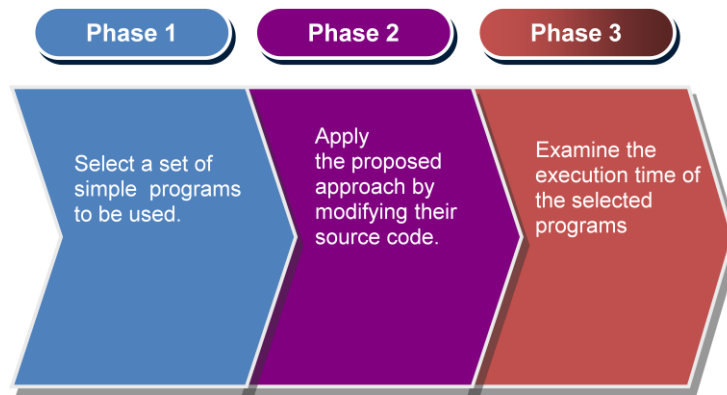 Phase 1
Phase 2
Phase 3
Select a set of
simple programs
to be used.
Apply
the proposed
approach by
modifying their
source code.
Examine the
execution time of
the selected
programs